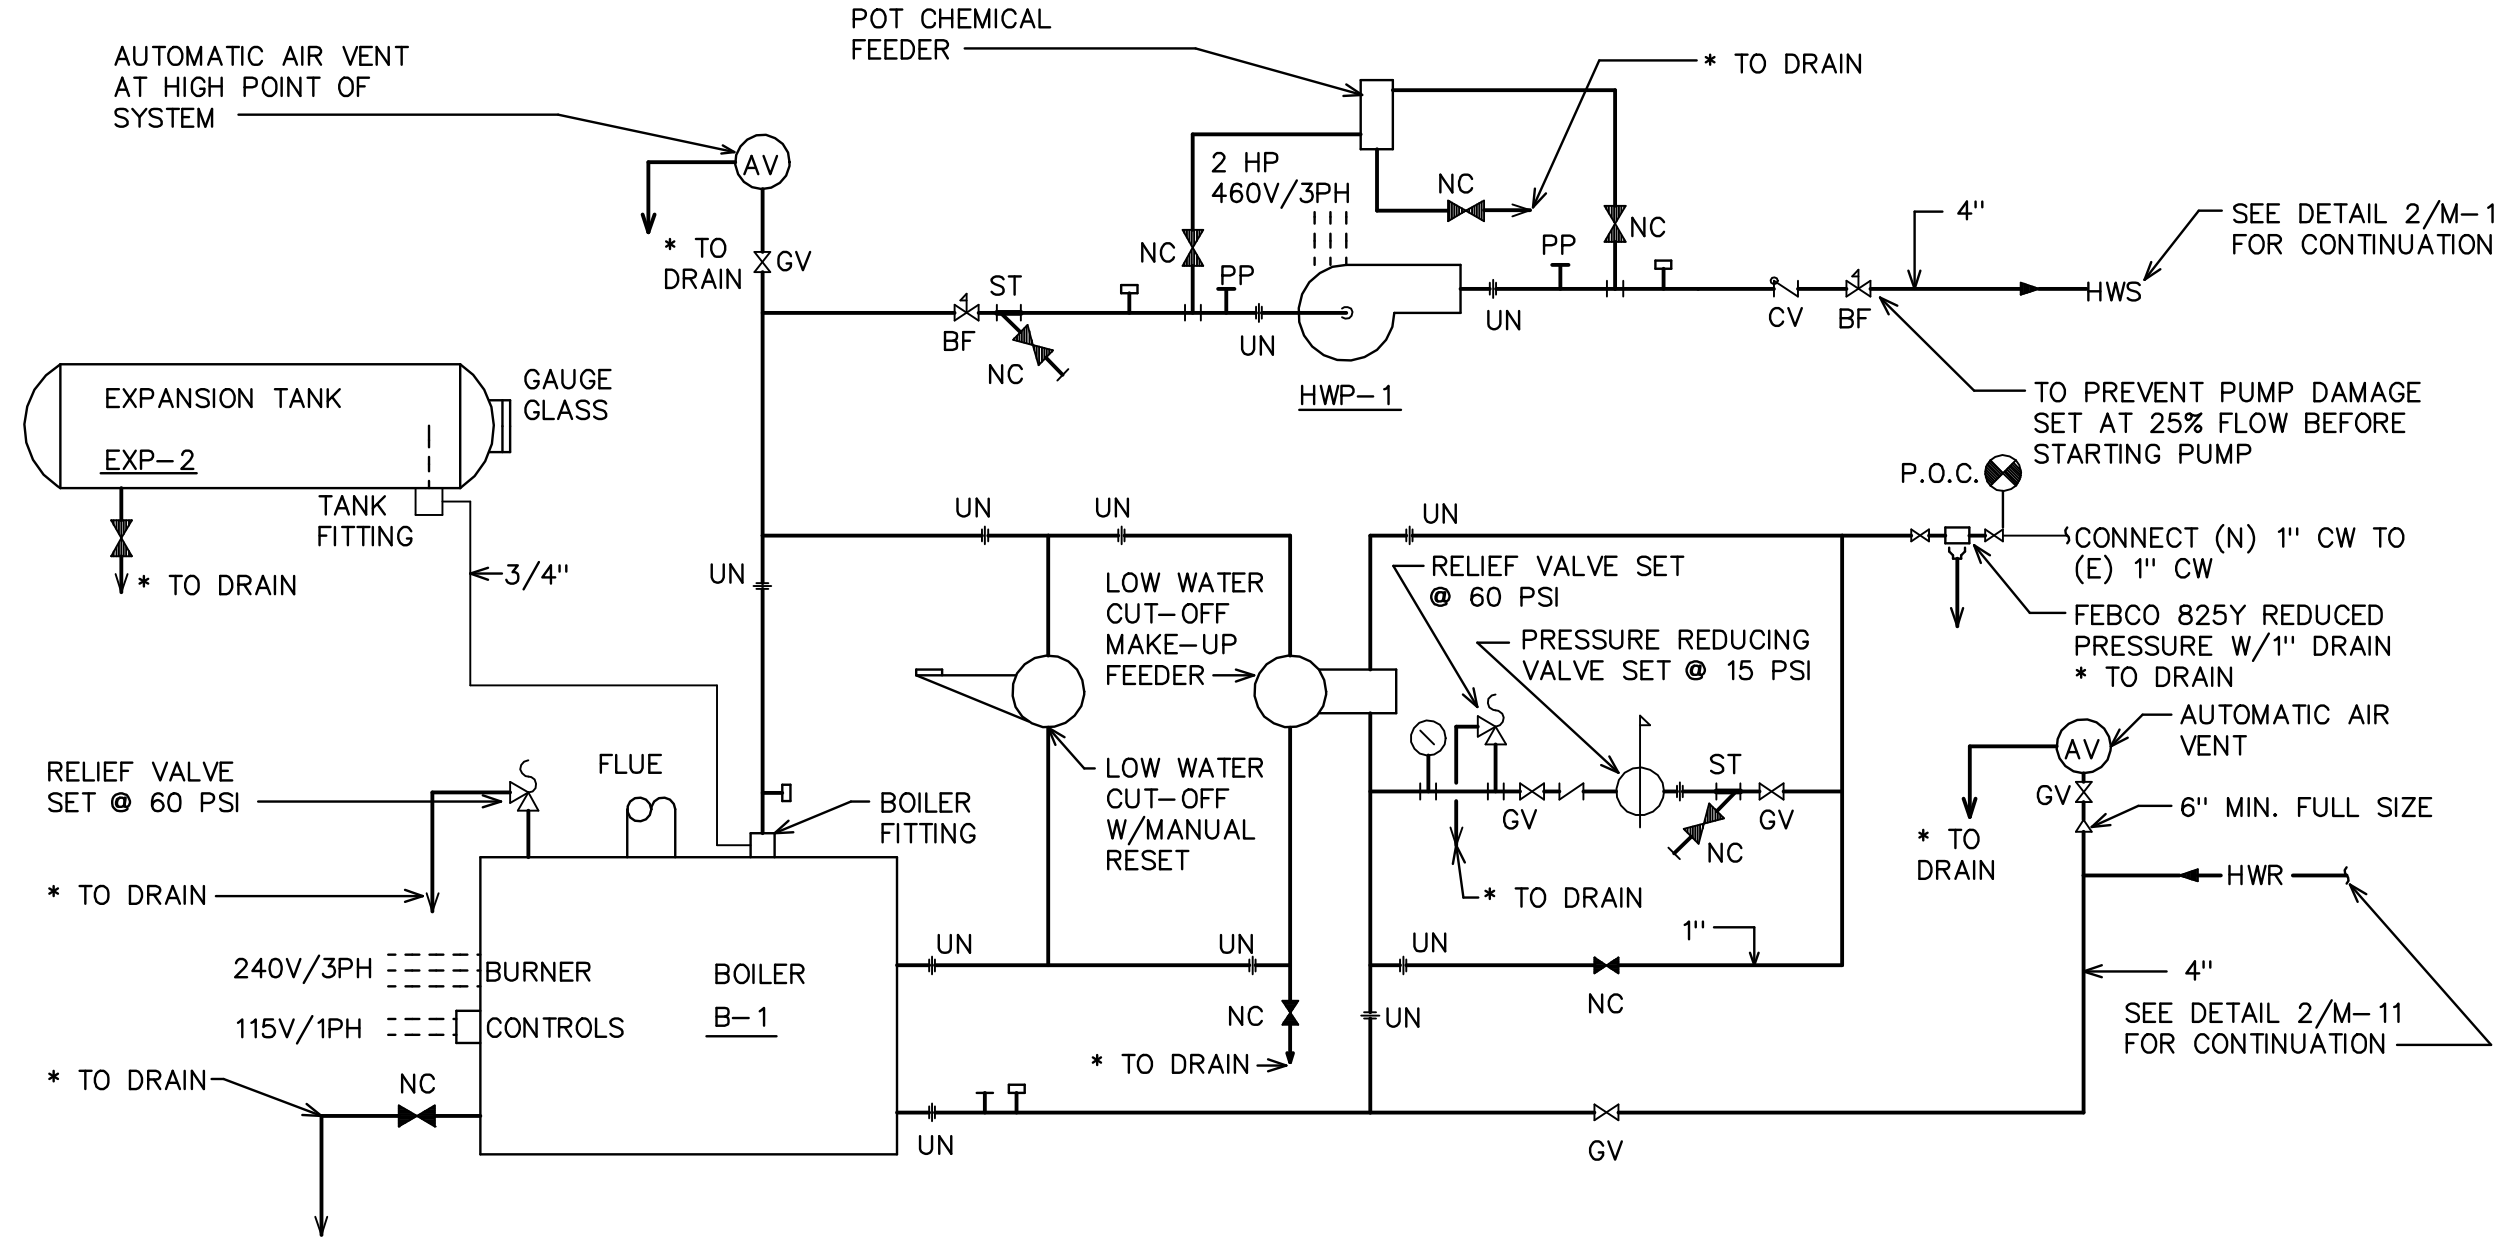 POT CHEMICAL
FEEDER
AUTOMATIC AIR VENT
AT HIGH POINT OF
SYSTEM
* TO DRAIN
AV
2 HP
460V/3PH
NC
NC
NC
* TO
DRAIN
GV
PP
PP
4"
SEE DETAIL 2/M-1
FOR CONTINUATION
ST
BF
NC
UN
UN
CV
BF
HWS
HWP-1
TO PREVENT PUMP DAMAGE
SET AT 25% FLOW BEFORE
STARTING PUMP
EXPANSION TANK
EXP-2
GAUGE
GLASS
TANK
FITTING
* TO DRAIN
3/4"
UN
UN
UN
UN
P.O.C.
CONNECT (N) 1" CW TO
(E) 1" CW
FEBCO 825Y REDUCED
PRESSURE W/1" DRAIN
* TO DRAIN
LOW WATER
CUT-OFF
MAKE-UP
FEEDER
RELIEF VALVE SET
@ 60 PSI
PRESSURE REDUCING
VALVE SET @ 15 PSI
AUTOMATIC AIR
VENT
AV
GV
6" MIN. FULL SIZE
* TO
DRAIN
HWR
4"
SEE DETAIL 2/M-11
FOR CONTINUATION
RELIEF VALVE
SET @ 60 PSI
FLUE
BOILER
FITTING
LOW WATER
CUT-OFF
W/MANUAL
RESET
GV
ST
GV
NC
* TO DRAIN
* TO DRAIN
1"
UN
UN
UN
NC
240V/3PH
BURNER
BOILER
B-1
115V/1PH
CONTROLS
NC
UN
* TO DRAIN
* TO DRAIN
NC
UN
GV